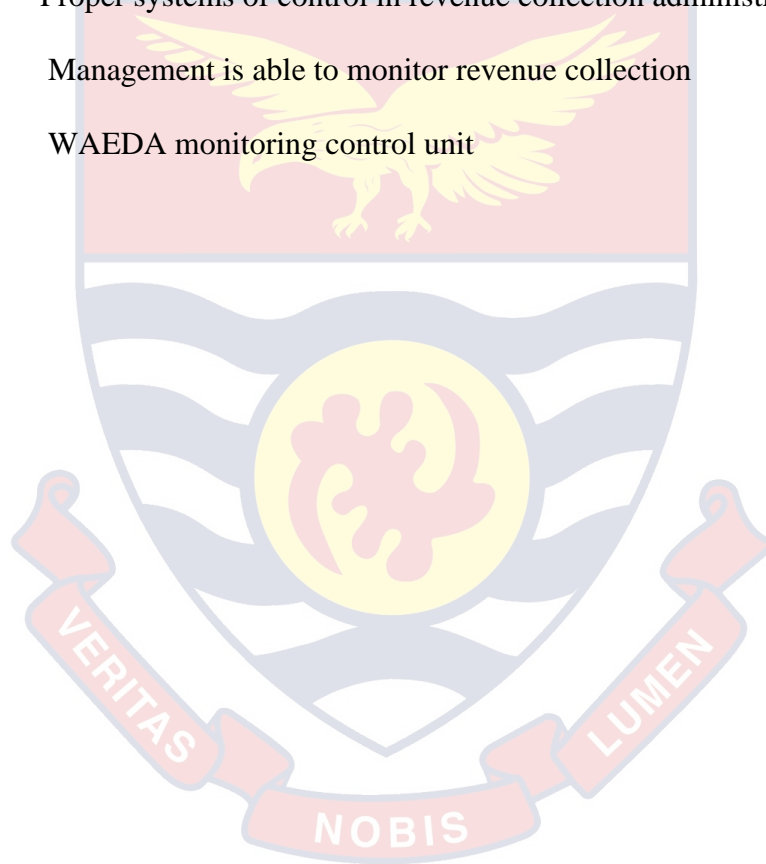 Proper systems of control in revenue collection
Management is able to monitor revenue collection
WAEDA monitoring control unit
VERITAS
NOBIS
LUMEN